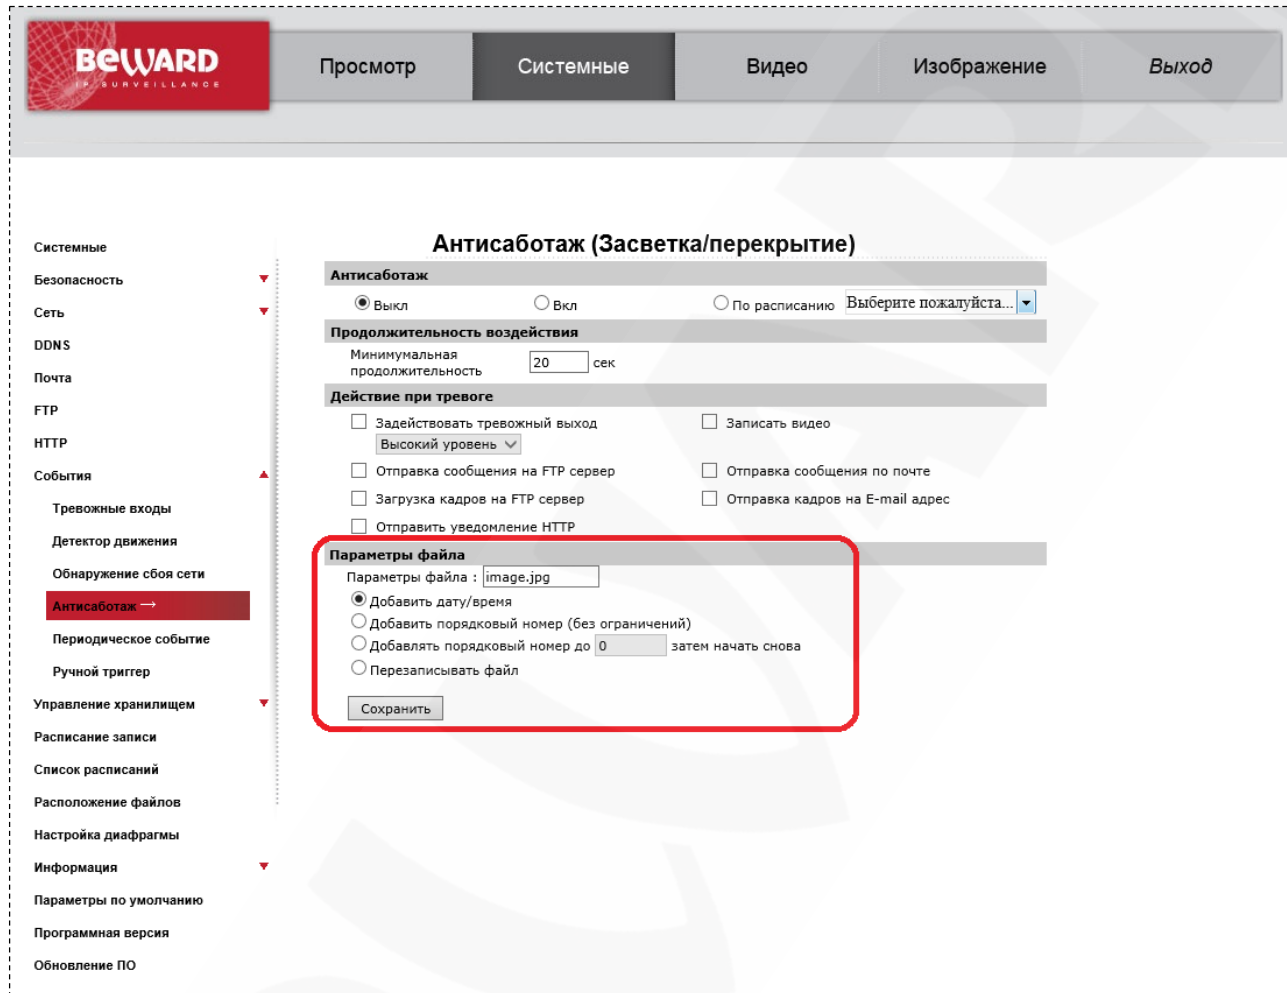 BEWARD
IP SURVEILLANCE
Просмотр
Системные
Видео
Изображение
Выход
Системные
Безопасность
Сеть
DDNS
Почта
FTP
HTTP
События
Тревожные входы
Детектор движения
Обнаружение сбоя сети
Антисаботаж →
Периодическое событие
Ручной триггер
Управление хранилищем
Расписание записи
Список расписаний
Расположение файлов
Настройка диафрагмы
Информация
Параметры по умолчанию
Программная версия
Обновление ПО
Антисаботаж (Засветка/перекрытие)
Антисаботаж
Выкл
Вкл
По расписанию
Выберите пожалуйста...
Продолжительность воздействия
Минимумальная
продолжительность
20 сек
Действие при тревоге
Задействовать тревожный выход
Записать видео
Высокий уровень
Отправка сообщения на FTP сервер
Отправка сообщения по почте
Загрузка кадров на FTP сервер
Отправка кадров на E-mail адрес
Отправить уведомление HTTP
Параметры файла
Параметры файла : image.jpg
Добавить дату/время
Добавить порядковый номер (без ограничений)
Добавлять порядковый номер до 0 затем начать снова
Перезаписывать файл
Сохранить